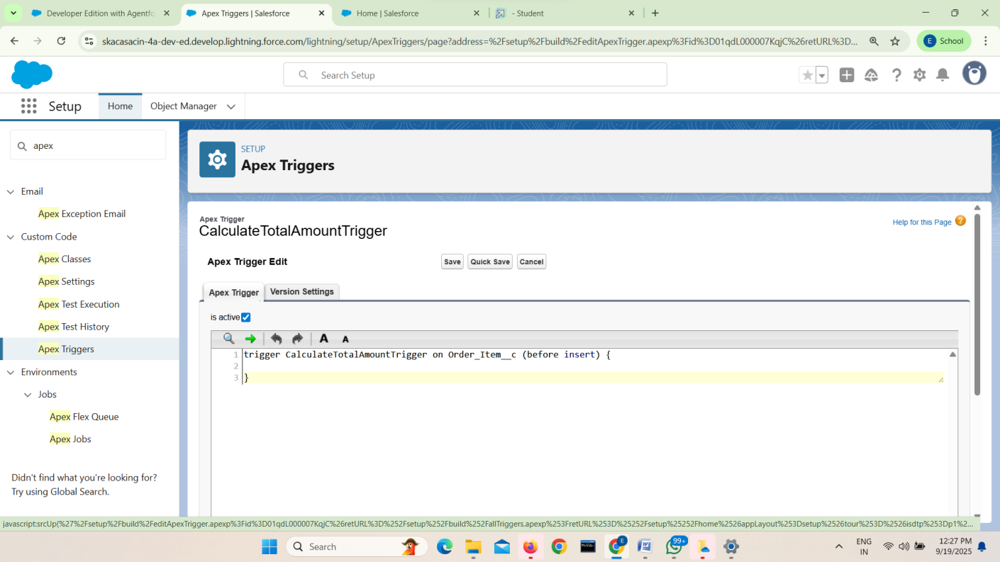 Developer Edition with Agentfo
Apex Triggers | Salesforce
Home | Salesforce
- Student
skacasacin-4a-dev-ed.develop.lightning.force.com/lightning/setup/ApexTriggers/page?address=%2Fsetup%2Fbuild%2FeditApexTrigger.apexp%3Fid%3D01qdL000007KqjC%26retURL%3D...
E School
Search Setup
Setup
Home
Object Manager
apex
Email
Apex Exception Email
Custom Code
Apex Classes
Apex Settings
Apex Test Execution
Apex Test History
Apex Triggers
Environments
Jobs
Apex Flex Queue
Apex Jobs
Didn't find what you're looking for?
Try using Global Search.
SETUP
Apex Triggers
Apex Trigger
CalculateTotalAmountTrigger
Help for this Page
Apex Trigger Edit
Save
Quick Save
Cancel
Apex Trigger
Version Settings
is active
A A
1 trigger CalculateTotalAmountTrigger on Order_Item__c (before insert) {
2
3 }
javascript:srcUp(%27%2Fsetup%2Fbuild%2FeditApexTrigger.apexp%3Fid%3D01qdL000007KqjC%26retURL%3D%252Fsetup%252Fbuild%252FallTriggers.apexp%253FretURL%253D%25252Fsetup%25252Fhome%2526appLayout%253Dsetup%2526tour%253D%2526isdtp%253Dp1%2...
Search
MySQL
E
99+
ENG
IN
12:27 PM
9/19/2025